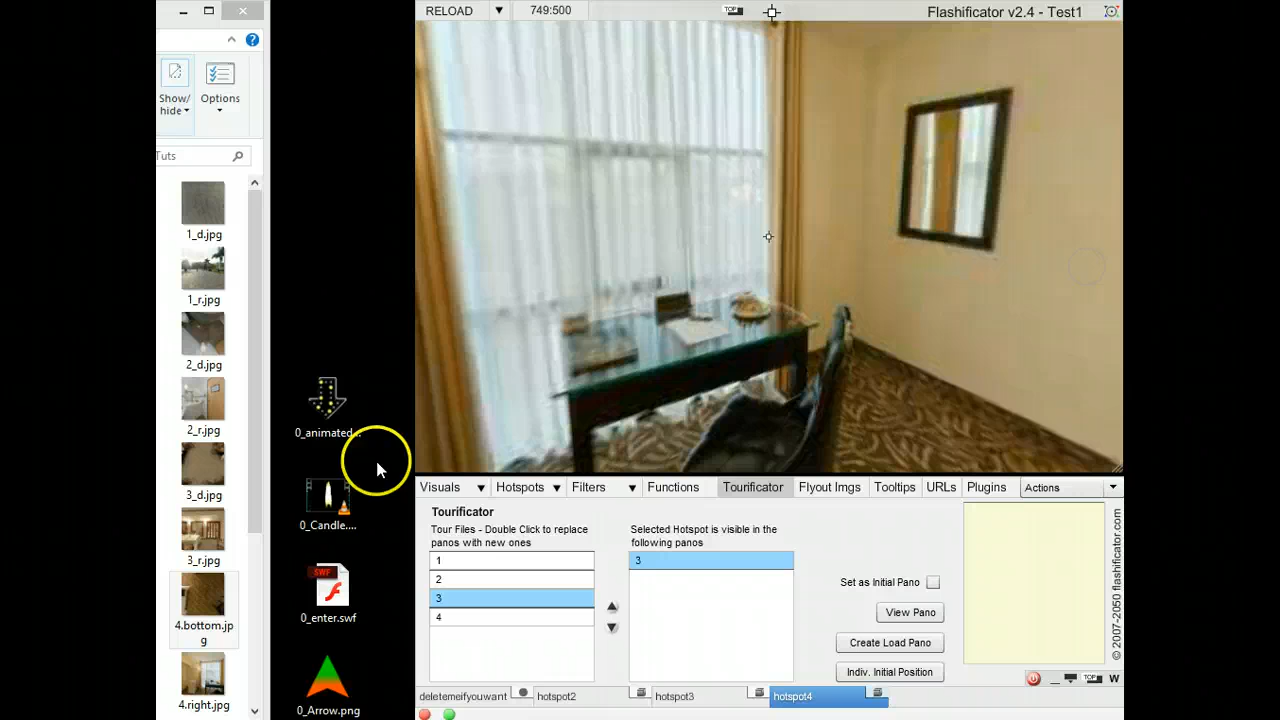 RELOAD 749:500 TOP Flashificator v2.4 - Test1
Show/
hide Options
Tuts
1_d.jpg
1_r.jpg
2_d.jpg
2_r.jpg
3_d.jpg
3_r.jpg
4.bottom.jp
g
4.right.jpg
0_animated...
0_Candle....
SWF
0_enter.swf
0_Arrow.png
Visuals Hotspots Filters Functions Tourificator Flyout Imgs Tooltips URLs Plugins Actions
Tourificator
Tour Files - Double Click to replace
panos with new ones
1
2
3
4
Selected Hotspot is visible in the
following panos
3
Set as Initial Pano
View Pano
Create Load Pano
Indiv. Initial Position
© 2007-2050 flashificator.com
TOP W
deletemeifyouwant hotspot2 hotspot3 hotspot4